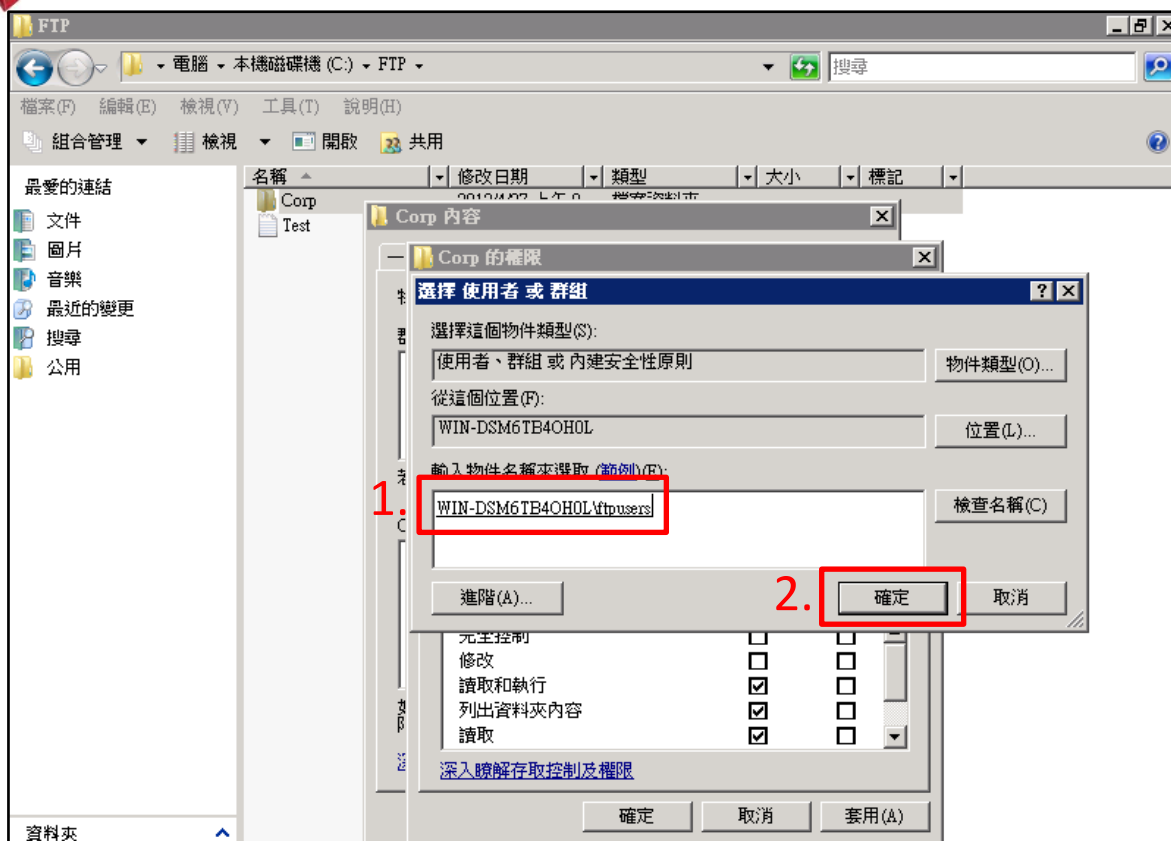 FTP
電腦 本機磁碟機 (C:) FTP
搜尋
檔案(F) 編輯(E) 檢視(V) 工具(T) 說明(H)
組合管理 檢視 開啟 共用
最愛的連結
文件
圖片
音樂
最近的變更
搜尋
公用
資料夾
名稱 修改日期 類型 大小 標記
Corp
Test
Corp 內容
Corp 的權限
選擇 使用者 或 群組
選擇這個物件類型(S):
使用者、群組 或 內建安全性原則
物件類型(O)...
從這個位置(F):
WIN-DSM6TB4OH0L
位置(L)...
輸入物件名稱來選取 (範例)(E):
1.
WIN-DSM6TB4OH0L\ftpusers
檢查名稱(C)
進階(A)...
2.
確定
取消
完全控制
修改
讀取和執行
列出資料夾內容
讀取
深入瞭解存取控制及權限
確定 取消 套用(A)